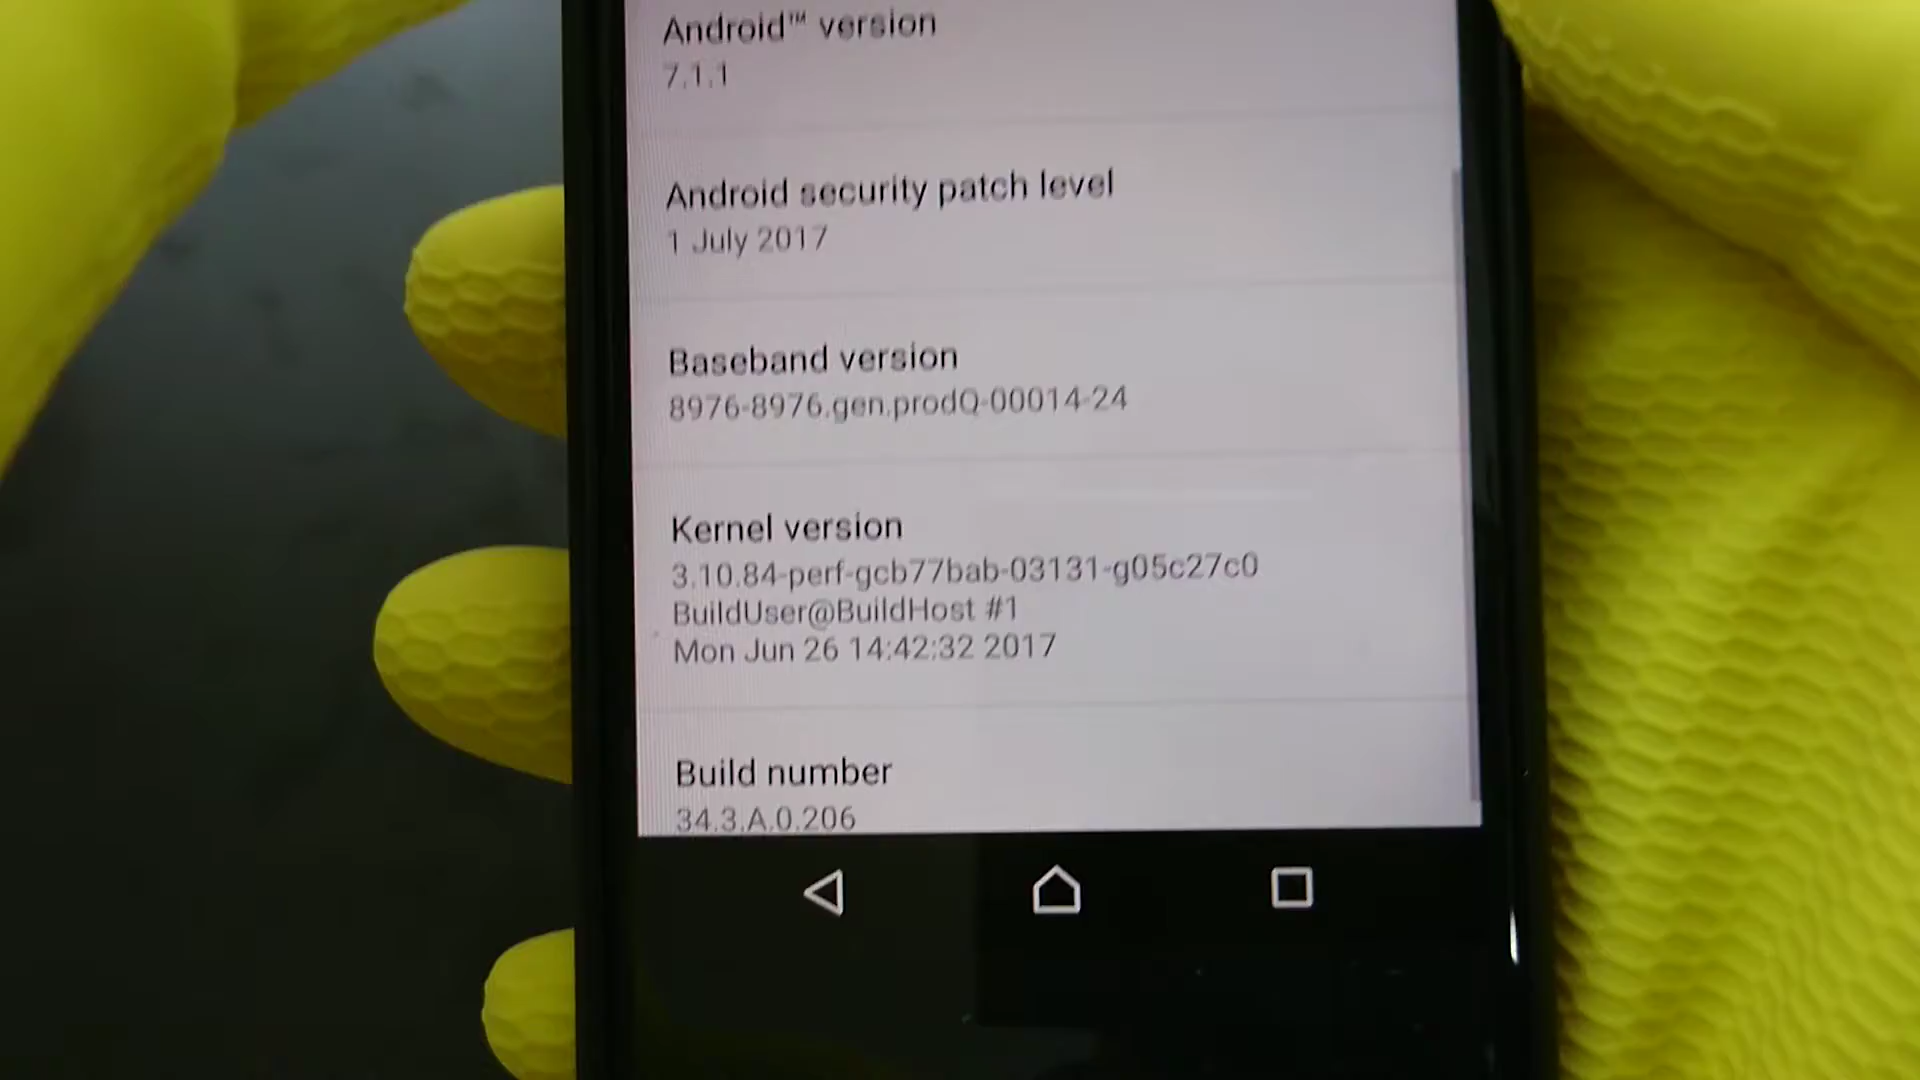 Android™ version
7.1.1
Android security patch level
1 July 2017
Baseband version
8976-8976.gen.prodQ-00014-24
Kernel version
3.10.84-perf-gcb77bab-03131-g05c27c0
BuildUser@BuildHost #1
Mon Jun 26 14:42:32 2017
Build number
34.3.A.0.206